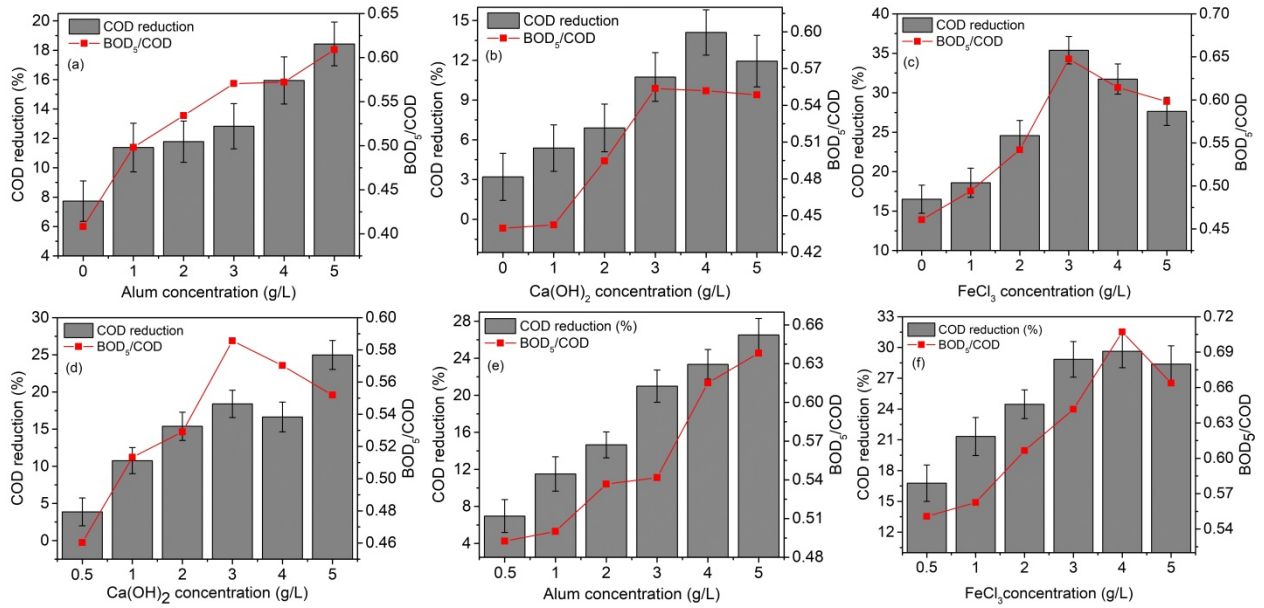 COD reduction
BOD5/COD
(a)
COD reduction (%)
20
18
16
14
12
10
8
6
4
0.65
0.60
0.55
0.50
0.45
0.40
BOD5/COD
0 1 2 3 4 5
Alum concentration (g/L)
COD reduction
BOD5/COD
(b)
COD reduction (%)
15
12
9
6
3
0
0.60
0.57
0.54
0.51
0.48
0.45
0.42
BOD5/COD
0 1 2 3 4 5
Ca(OH)2 concentration (g/L)
COD reduction
BOD5/COD
(c)
COD reduction (%)
40
35
30
25
20
15
10
0.70
0.65
0.60
0.55
0.50
0.45
BOD5/COD
0 1 2 3 4 5
FeCl3 concentration (g/L)
COD reduction
BOD5/COD
(d)
COD reduction (%)
30
25
20
15
10
5
0
0.60
0.58
0.56
0.54
0.52
0.50
0.48
0.46
BOD5/COD
0.5 1 2 3 4 5
Ca(OH)2 concentration (g/L)
COD reduction (%)
BOD5/COD
(e)
COD reduction (%)
28
24
20
16
12
8
4
0.66
0.63
0.60
0.57
0.54
0.51
0.48
BOD5/COD
0.5 1 2 3 4 5
Alum concentration (g/L)
COD reduction (%)
BOD5/COD
(f)
COD reduction (%)
33
30
27
24
21
18
15
12
0.72
0.69
0.66
0.63
0.60
0.57
0.54
BOD5/COD
0.5 1 2 3 4 5
FeCl3concentration (g/L)